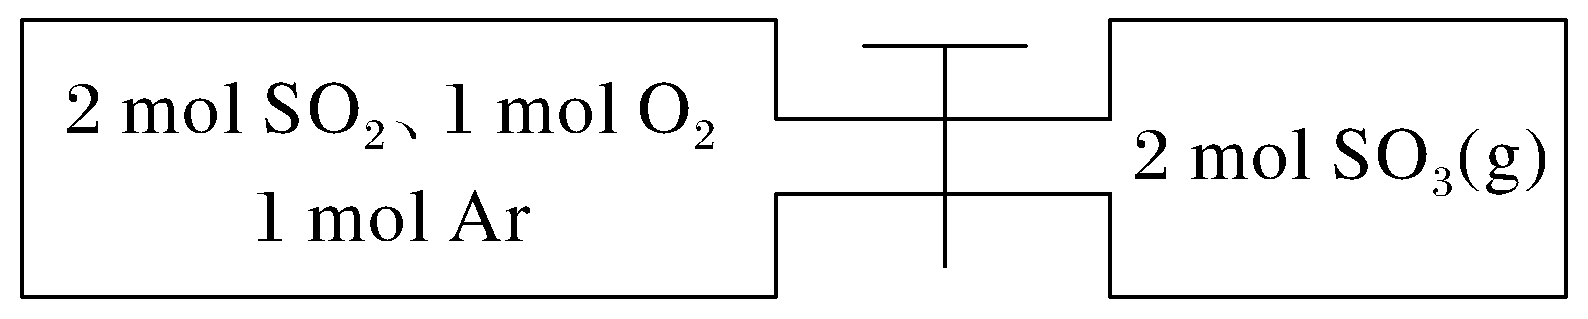 2 mol SO₂、1 mol O₂
1 mol Ar
2 mol SO₃(g)